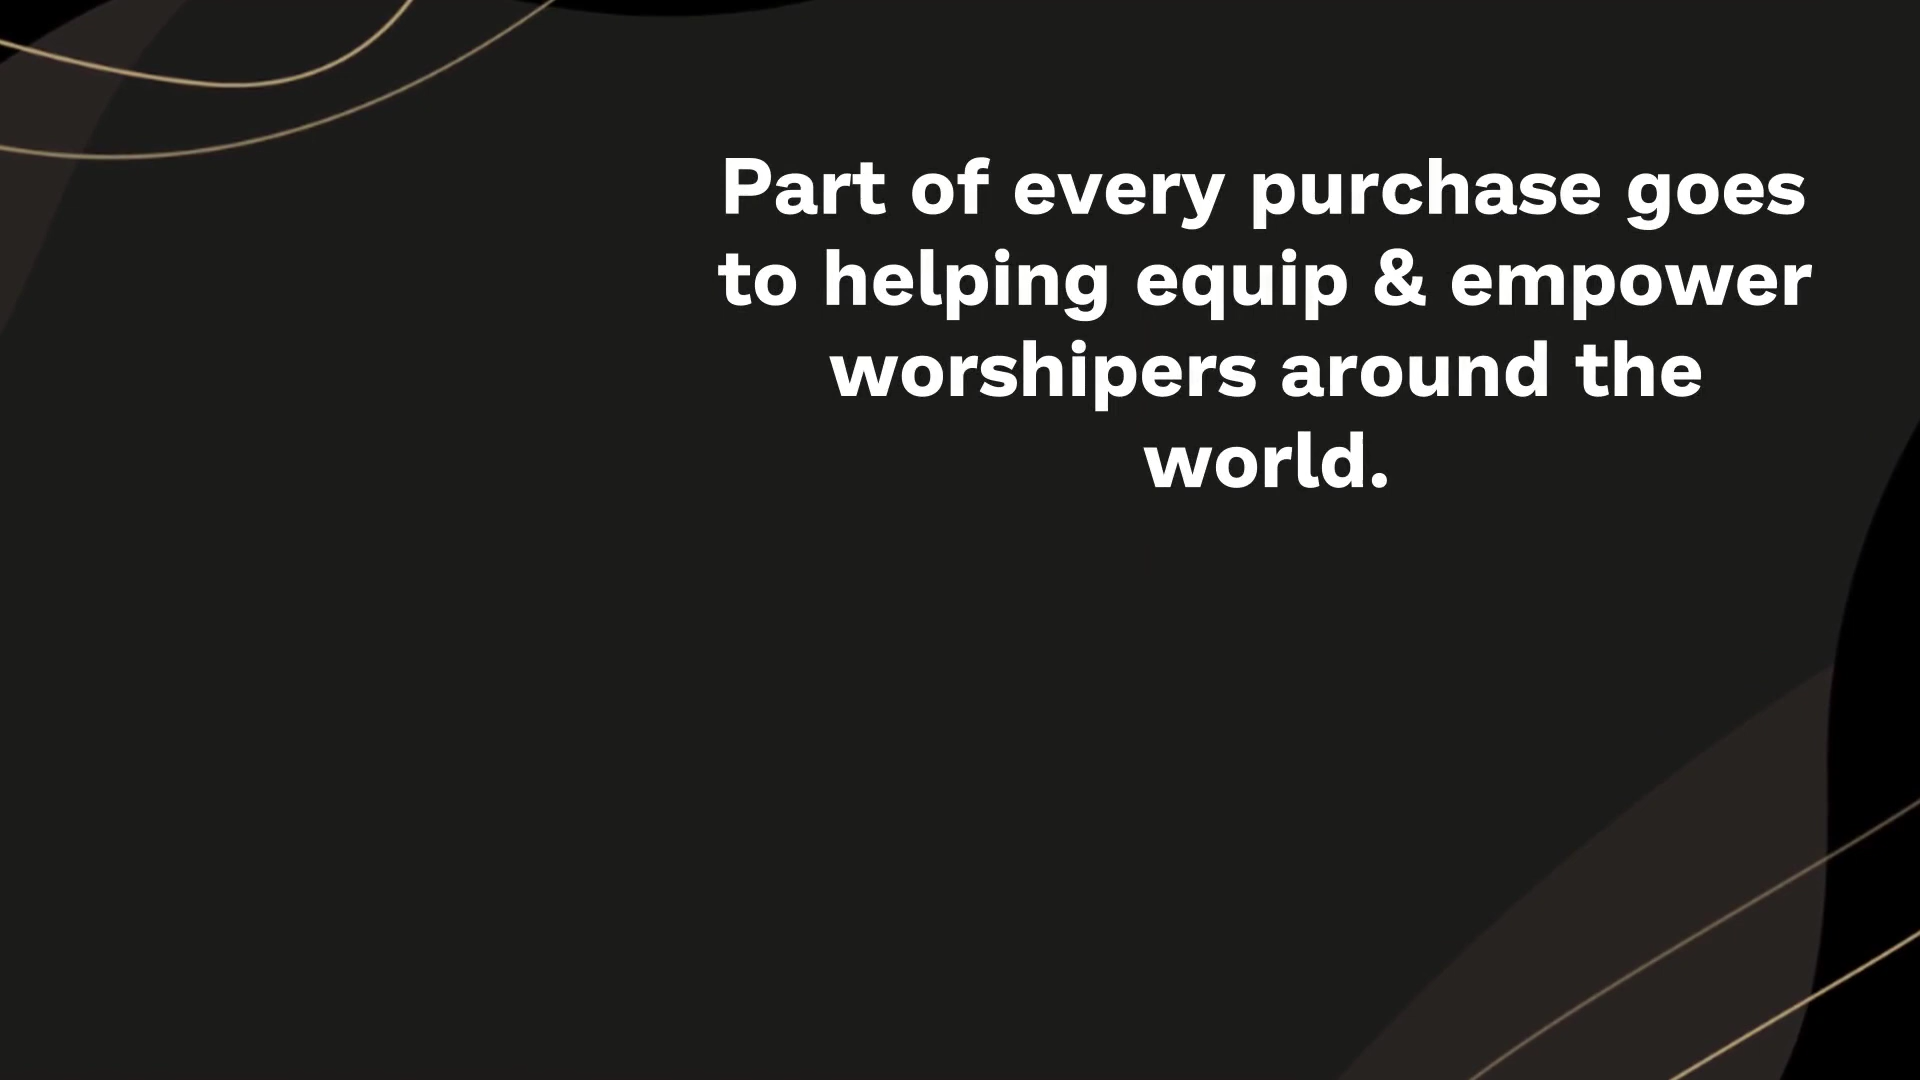 Part of every purchase goes
to helping equip & empower
worshipers around the
world.